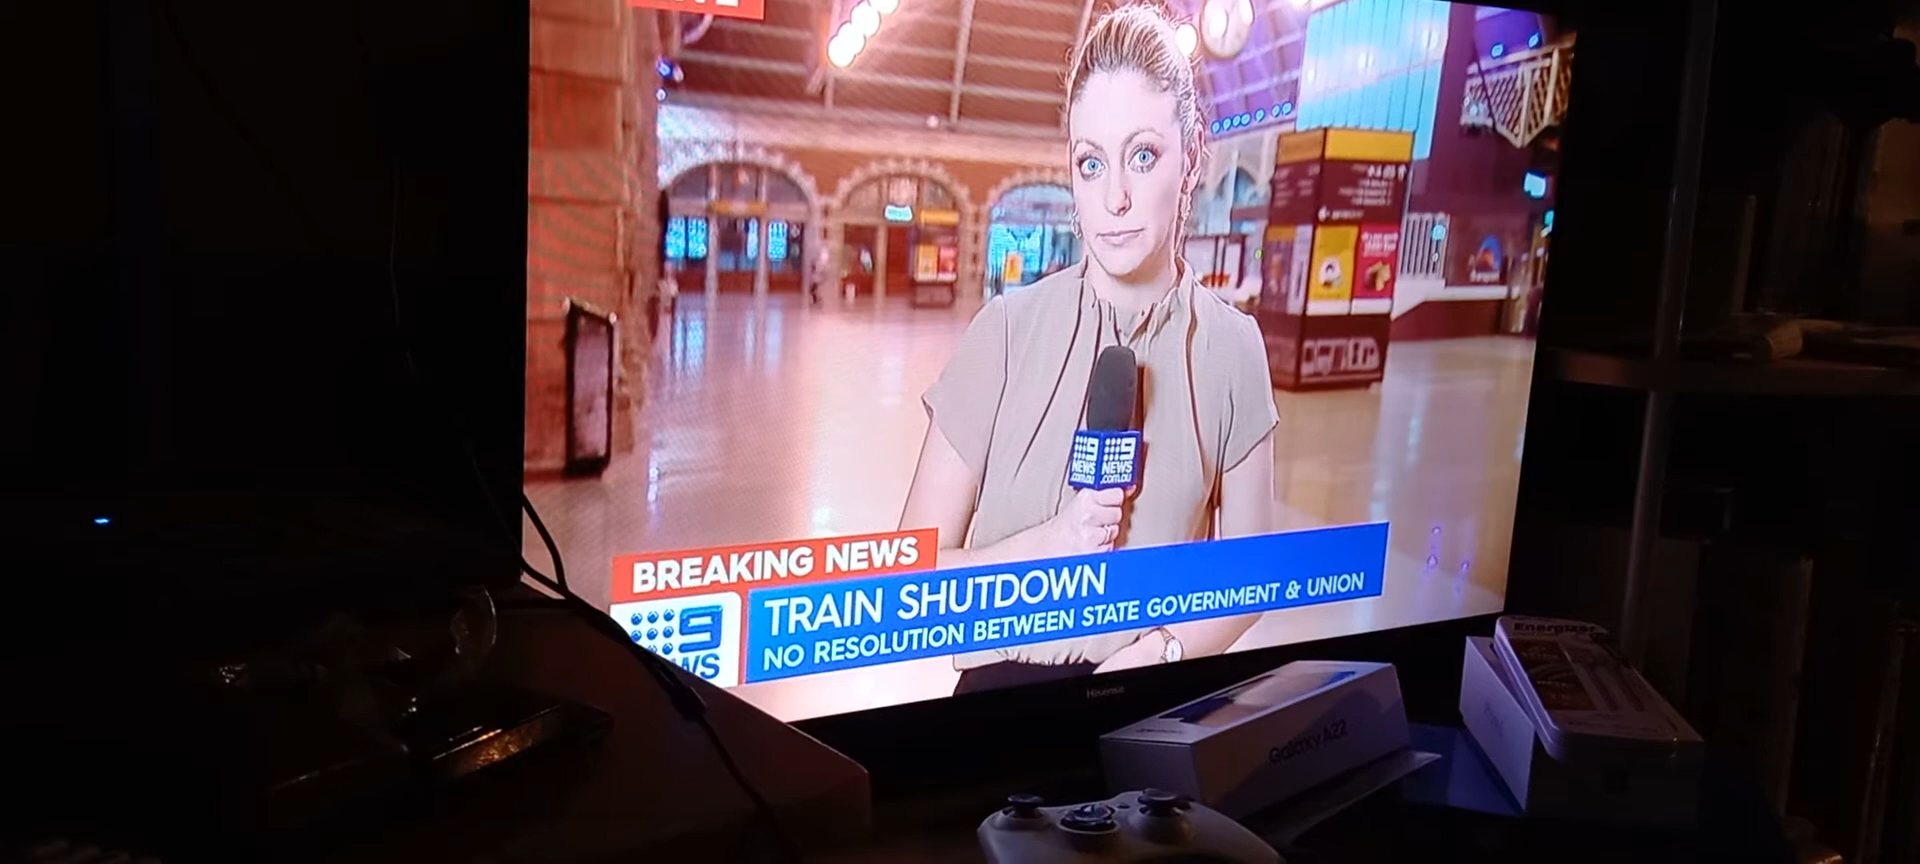 BREAKING NEWS
TRAIN SHUTDOWN
NO RESOLUTION BETWEEN STATE GOVERNMENT & UNION
9
NEWS
.com.au
9
NEWS
.com.au
9
Hisense
Galaxy A22
Energizer